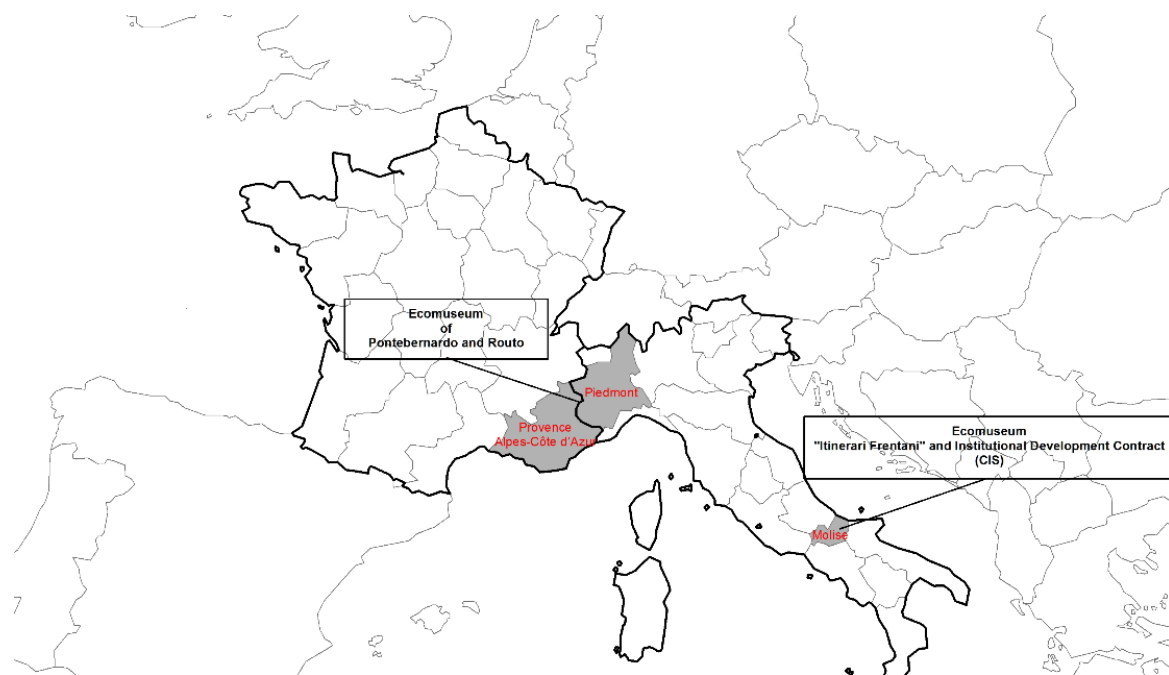 Ecomuseum
of
Pontebernardo and Routo
Piedmont
Provence
Alpes-Côte d'Azur
Ecomuseum
"Itinerari Frentani" and Institutional Development Contract
(CIS)
Molise